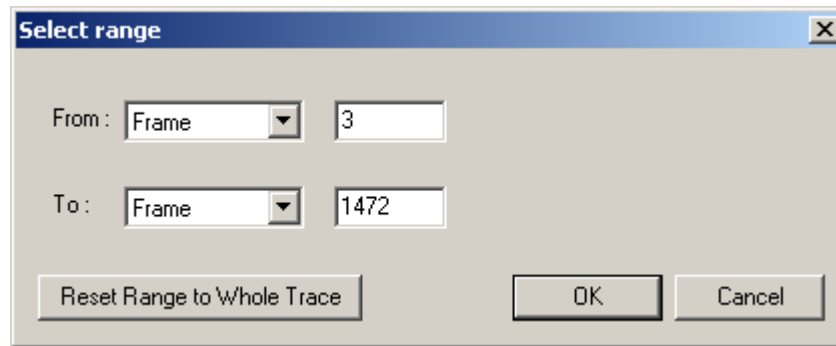 Select range
From : Frame 3
To : Frame 1472
Reset Range to Whole Trace OK Cancel